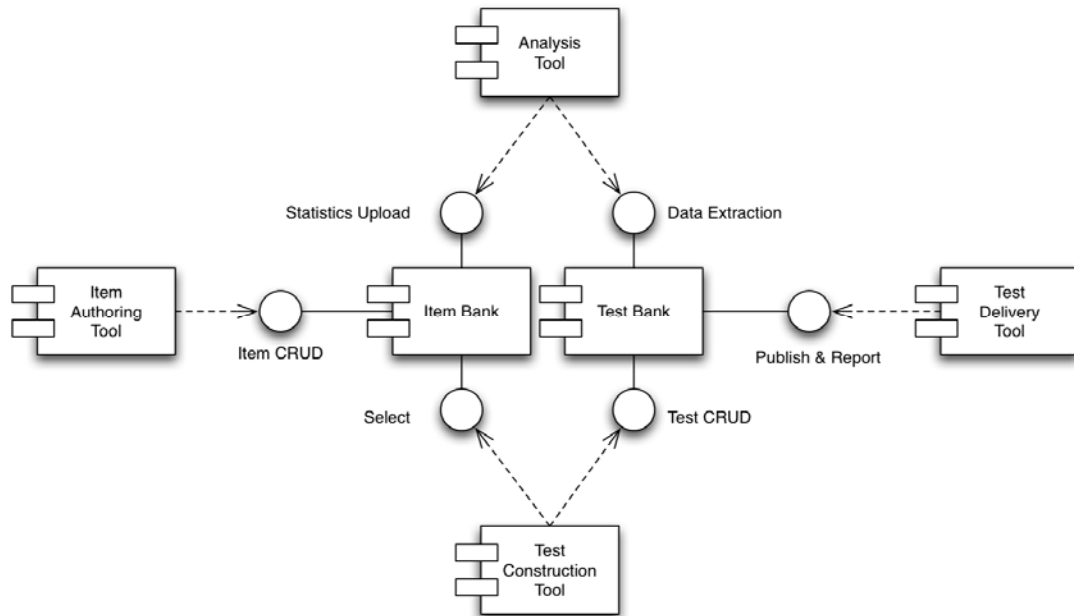 Analysis
Tool
Statistics Upload
Data Extraction
Item
Authoring
Tool
Item CRUD
Item Bank
Test Bank
Publish & Report
Test
Delivery
Tool
Select
Test CRUD
Test
Construction
Tool